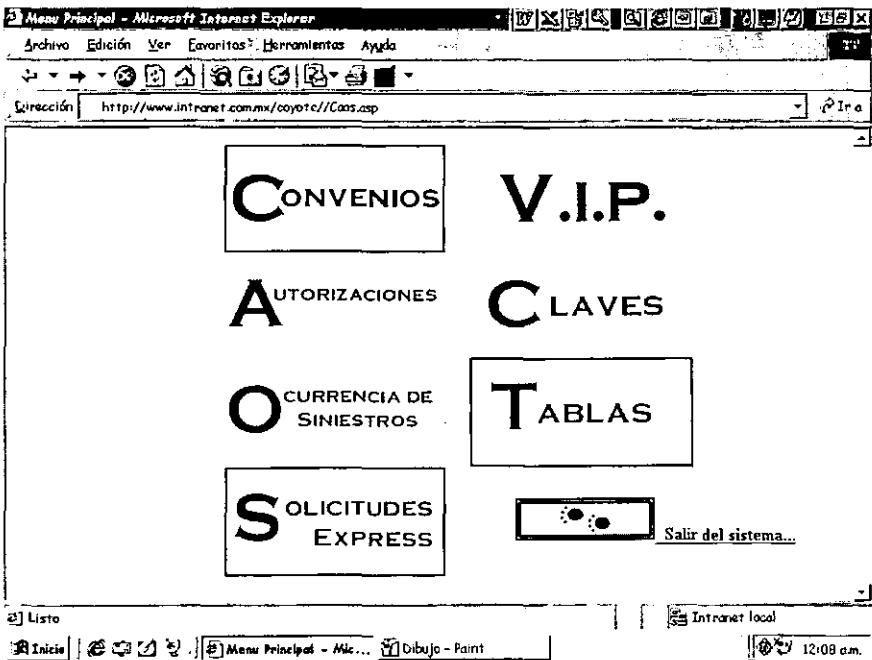 Menu Principal - Microsoft Internet Explorer
Archivo Edición Ver Favoritos Herramientas Ayuda
Dirección http://www.intranet.com.mx/coyote//Caas.asp Ir a
CONVENIOS V.I.P.
AUTORIZACIONES CLAVES
OCURRENCIA DE
SINIESTROS
TABLAS
SOLICITUDES
EXPRESS
Salir del sistema...
Listo Intranet local
Inicio Menu Principal - Mic... Dibujo - Paint 12:08 a.m.